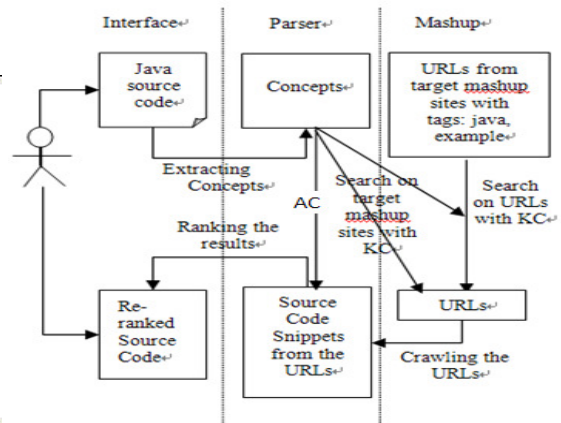 Interface
Parser
Mashup
Java
source
code
Concepts
URLs from
target mashup
sites with
tags: java,
example
Extracting
Concepts
AC
Search on
target
mashup
sites with
KC
Search
on URLs
with KC
Ranking the
results
Re-
ranked
Source
Code
Source
Code
Snippets
from the
URLs
URLs
Crawling the
URLs